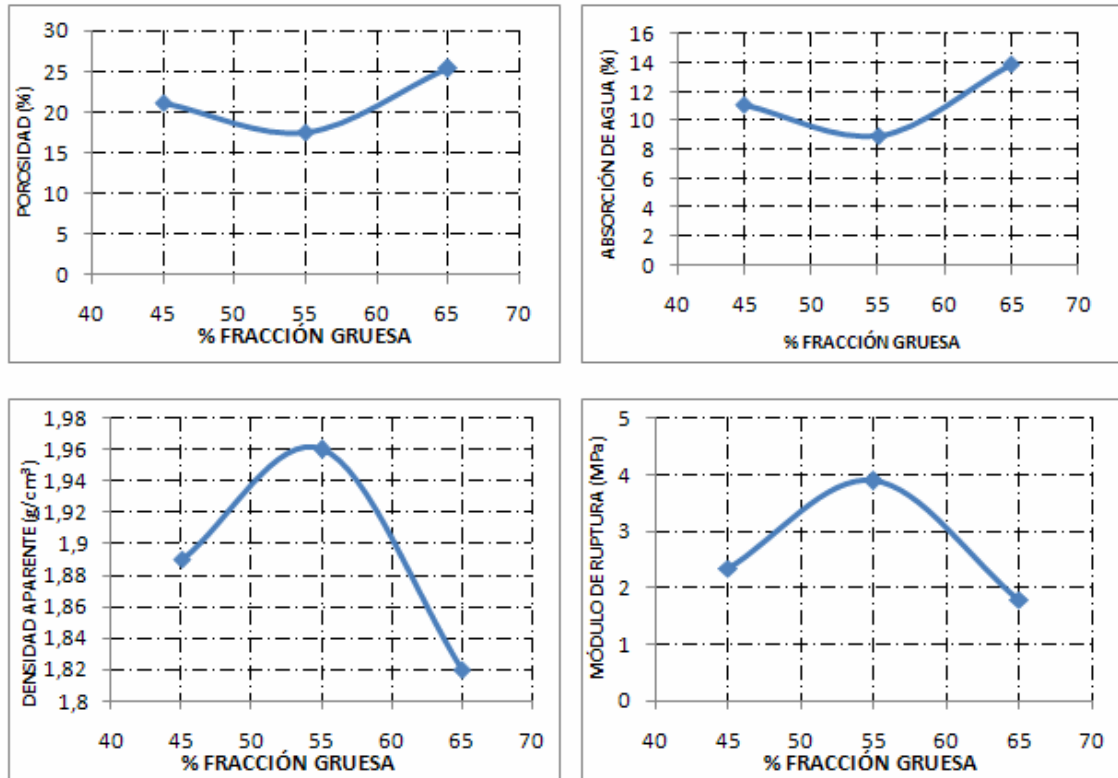 POROSIDAD (%)
30
25
20
15
10
5
0
40 45 50 55 60 65 70
% FRACCIÓN GRUESA
ABSORCIÓN DE AGUA (%)
16
14
12
10
8
6
4
2
0
40 45 50 55 60 65 70
% FRACCIÓN GRUESA
DENSIDAD APARENTE (g/cm³)
1,98
1,96
1,94
1,92
1,9
1,88
1,86
1,84
1,82
1,8
40 45 50 55 60 65 70
% FRACCIÓN GRUESA
MÓDULO DE RUPTURA (MPa)
5
4
3
2
1
0
40 45 50 55 60 65 70
% FRACCIÓN GRUESA